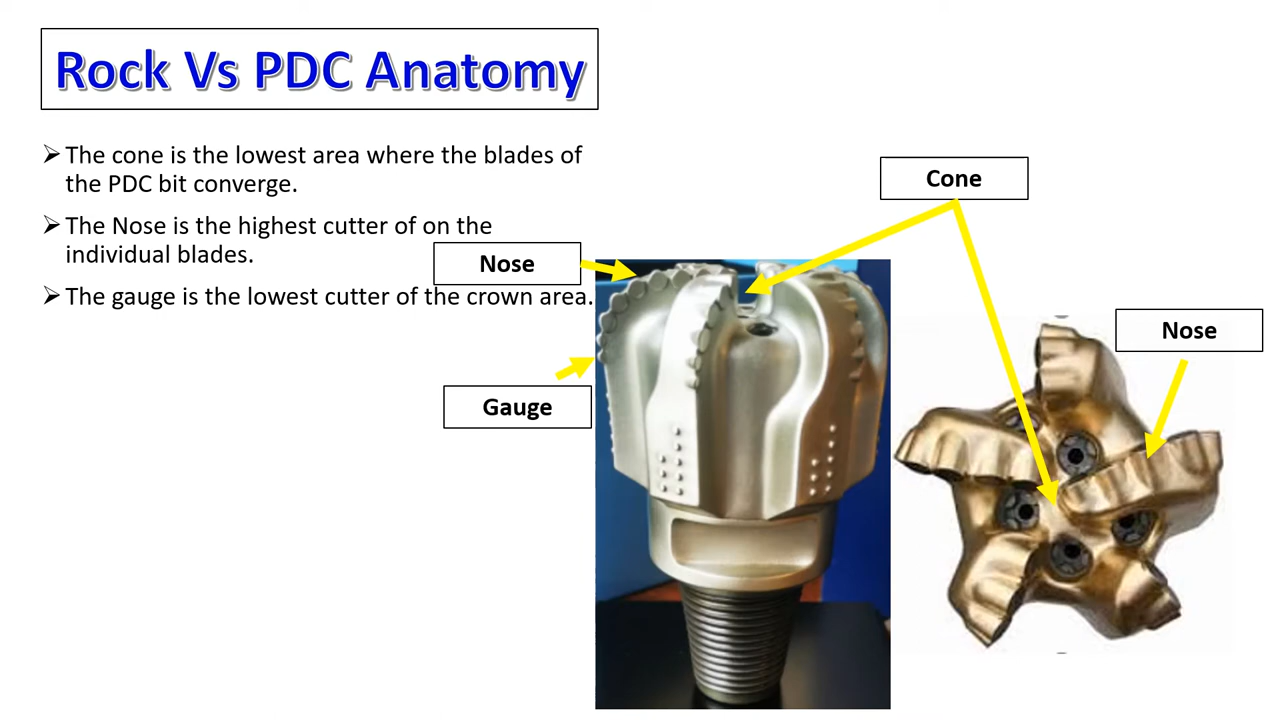 Rock Vs PDC Anatomy
➢ The cone is the lowest area where the blades of
the PDC bit converge.
➢ The Nose is the highest cutter of on the
individual blades.
➢ The gauge is the lowest cutter of the crown area.
Cone
Nose
Nose
Gauge